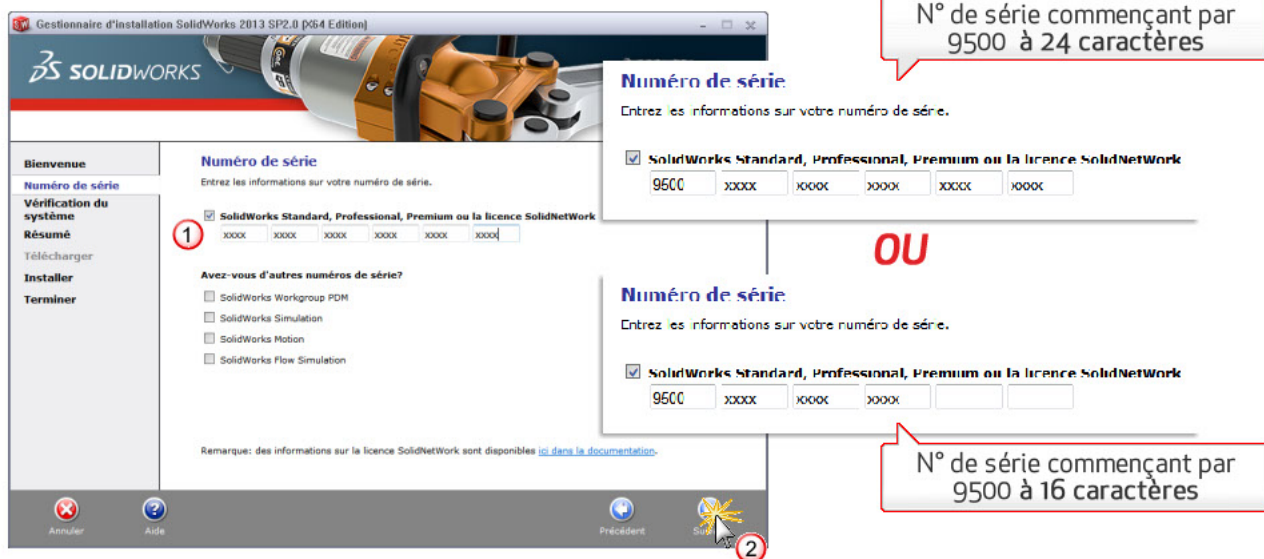 Gestionnaire d'installation SolidWorks 2013 SP2.0 (X64 Edition)
SOLIDWORKS
Bienvenue
Numéro de série
Vérification du
système
Résumé
Télécharger
Installer
Terminer
Numéro de série
Entrez les informations sur votre numéro de série.
SolidWorks Standard, Professional, Premium ou la licence SolidNetWork
1
xxxx xxxx xxxx xxxx xxxx xxxx
Avez-vous d'autres numéros de série?
SolidWorks Workgroup PDM
SolidWorks Simulation
SolidWorks Motion
SolidWorks Flow Simulation
Remarque: des informations sur la licence SolidNetWork sont disponibles ici dans la documentation.
Annuler
Aide
Précédent
2
N° de série commençant par
9500 à 24 caractères
Numéro de série
Entrez les informations sur votre numéro de série.
SolidWorks Standard, Professional, Premium ou la licence SolidNetWork
9500 xxxx xxxx xxxx xxxx xxxx
OU
Numéro de série
Entrez les informations sur votre numéro de série.
SolidWorks Standard, Professional, Premium ou la licence SolidNetWork
9500 xxxx xxxx xxxx
N° de série commençant par
9500 à 16 caractères